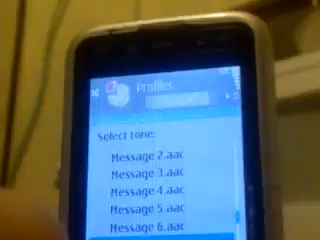 Profiles
Select tone:
Message 2.aac
Message 3.aac
Message 4.aac
Message 5.aac
Message 6.aac